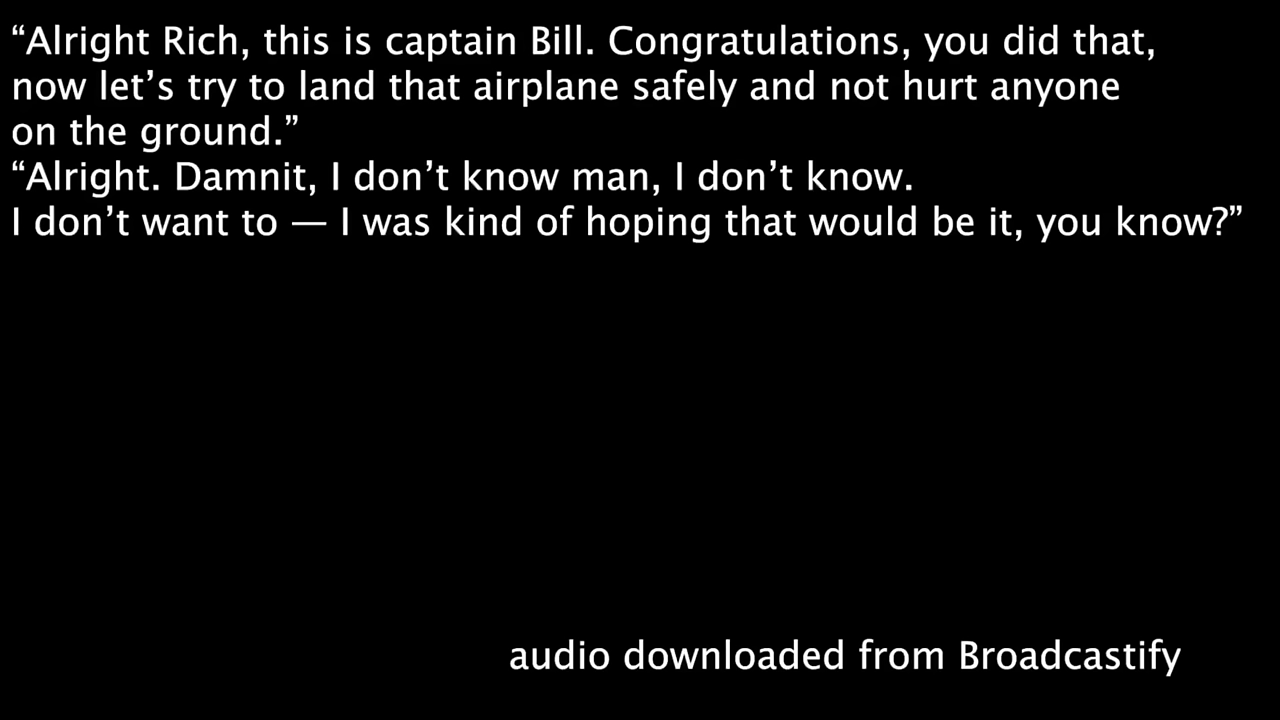 “Alright Rich, this is captain Bill. Congratulations, you did that,
now let’s try to land that airplane safely and not hurt anyone
on the ground.”
“Alright. Damnit, I don’t know man, I don’t know.
I don’t want to — I was kind of hoping that would be it, you know?”
audio downloaded from Broadcastify